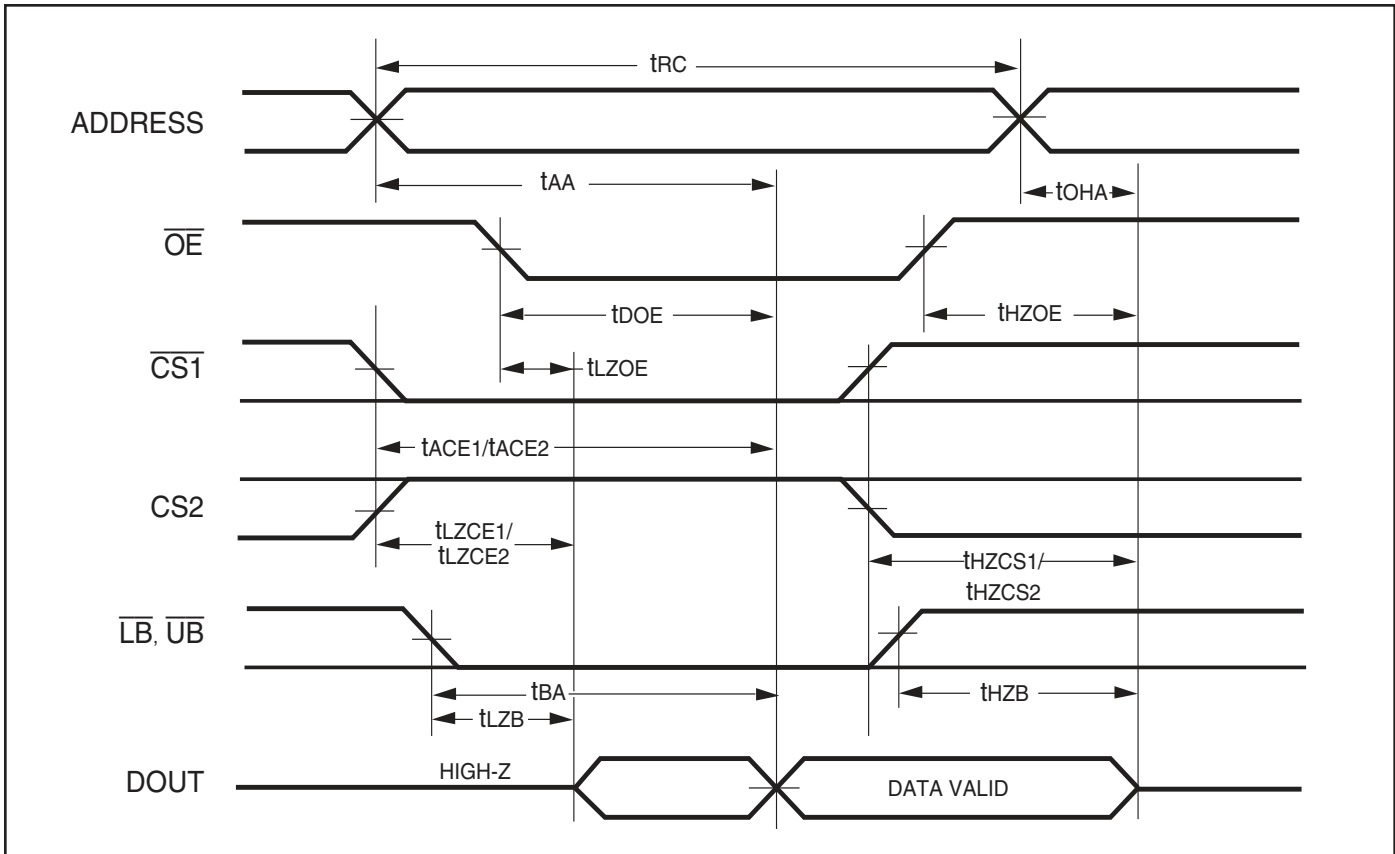 tRC
ADDRESS
tAA
tOHA
OE
tDOE
tHZOE
CS1
tLZOE
tACE1/tACE2
CS2
tLZCE1/
tLZCE2
tHZCS1/
tHZCS2
LB, UB
tBA
tHZB
tLZB
DOUT
HIGH-Z
DATA VALID